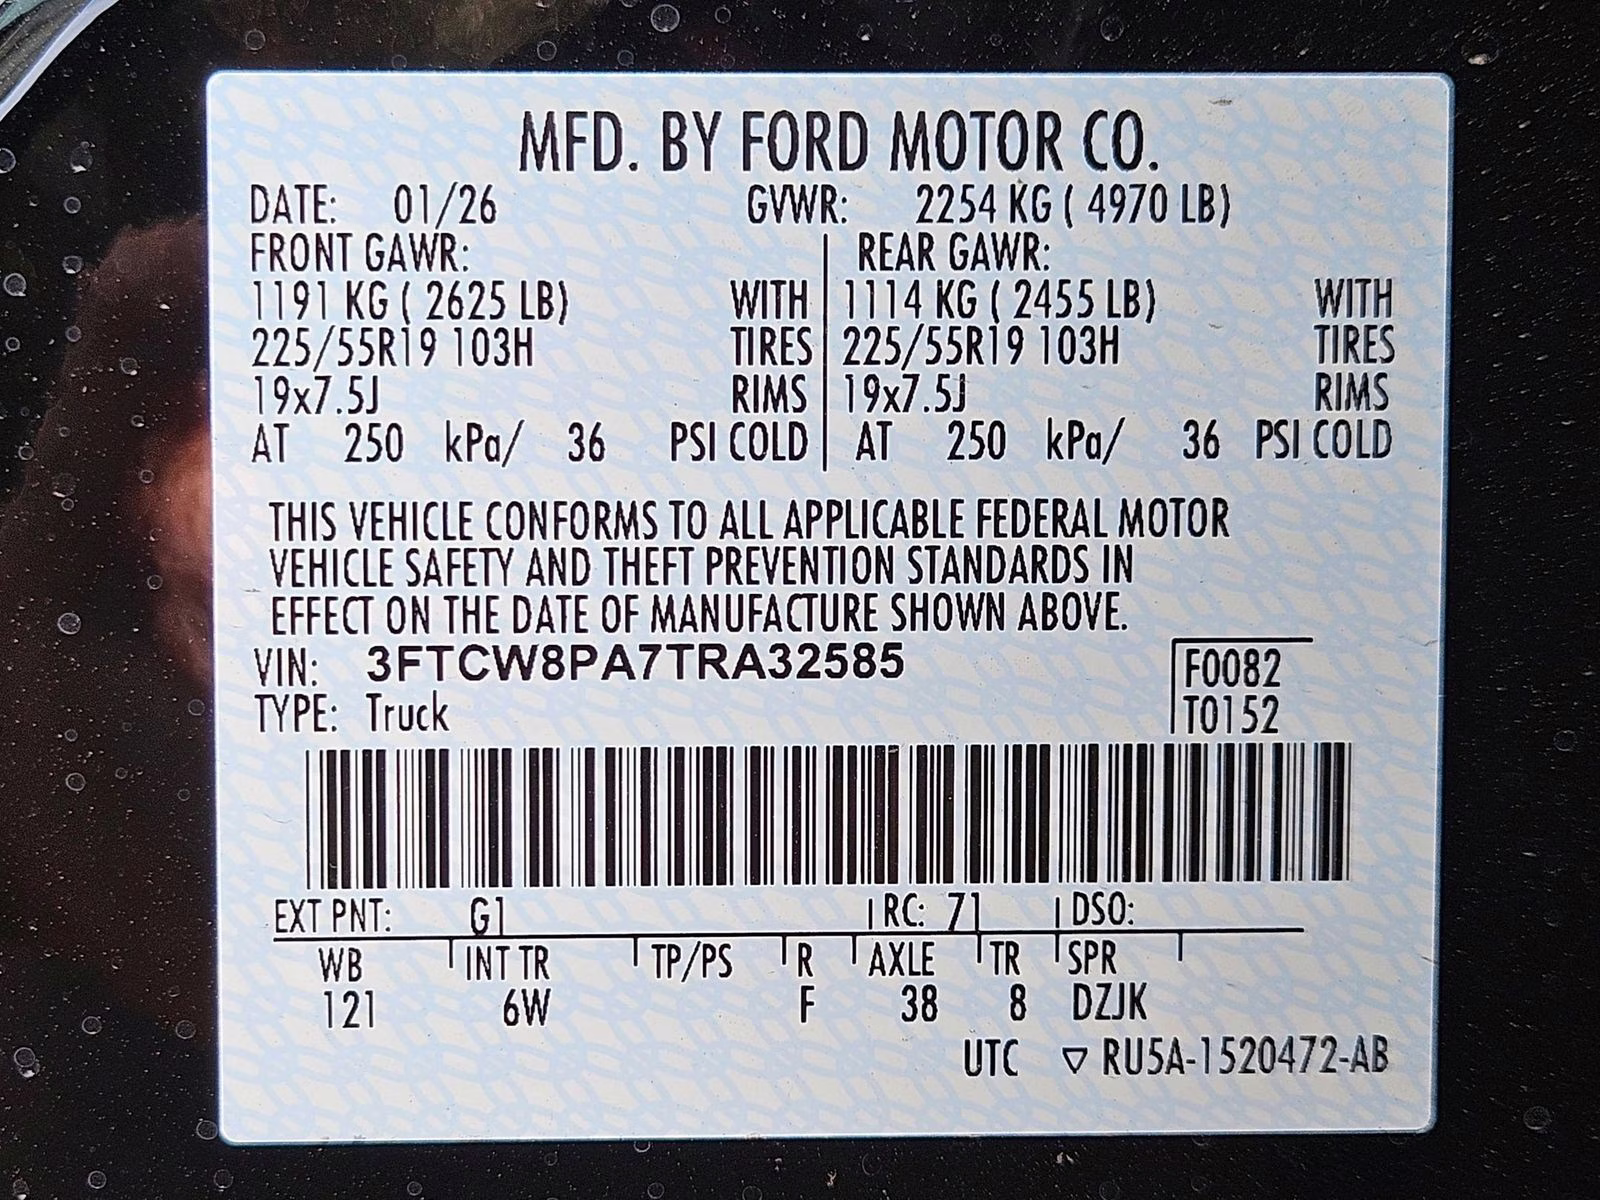 MFD. BY FORD MOTOR CO.
DATE: 01/26 GVWR: 2254 KG ( 4970 LB)
FRONT GAWR: REAR GAWR:
1191 KG ( 2625 LB) WITH 1114 KG ( 2455 LB) WITH
225/55R19 103H TIRES 225/55R19 103H TIRES
19x7.5J RIMS 19x7.5J RIMS
AT 250 kPa/ 36 PSI COLD AT 250 kPa/ 36 PSI COLD
THIS VEHICLE CONFORMS TO ALL APPLICABLE FEDERAL MOTOR
VEHICLE SAFETY AND THEFT PREVENTION STANDARDS IN
EFFECT ON THE DATE OF MANUFACTURE SHOWN ABOVE.
VIN: 3FTCW8PA7TRA32585 F0082
TYPE: Truck T0152
EXT PNT: G1 RC: 71 DSO:
WB INT TR TP/PS R AXLE TR SPR
121 6W F 38 8 DZJK
UTC ▽ RU5A-1520472-AB